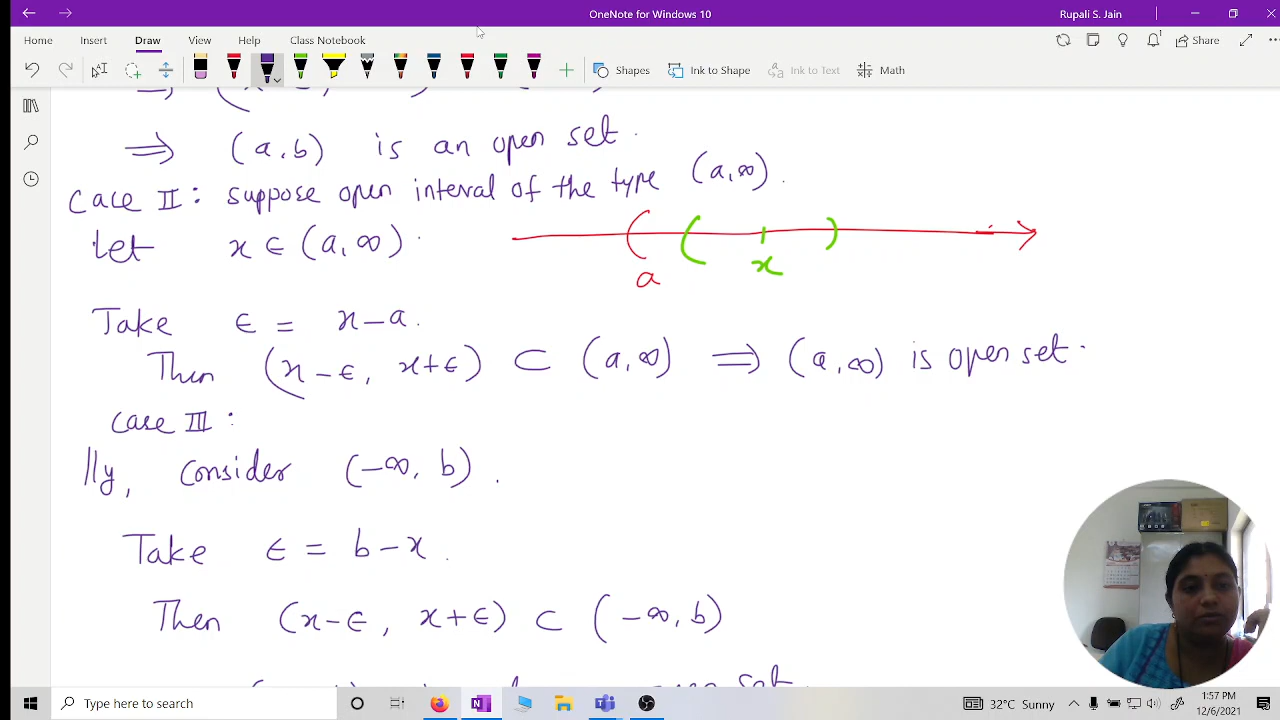 OneNote for Windows 10
Rupali S. Jain
Home Insert Draw View Help Class Notebook
Share
Shapes Ink to Shape Ink to Text Math
⟹ (a, b) is an open set.
Case II : suppose open interval of the type (a, ∞).
Let x ∈ (a, ∞).
a x
Take ϵ = x – a.
Then (x – ϵ, x + ϵ) ⊂ (a, ∞) ⟹ (a, ∞) is open set.
Case III :
lly, consider (–∞, b).
Take ϵ = b – x.
Then (x – ϵ, x + ϵ) ⊂ (–∞, b)
open set.
Type here to search
32°C Sunny
1:57 PM
12/6/2021